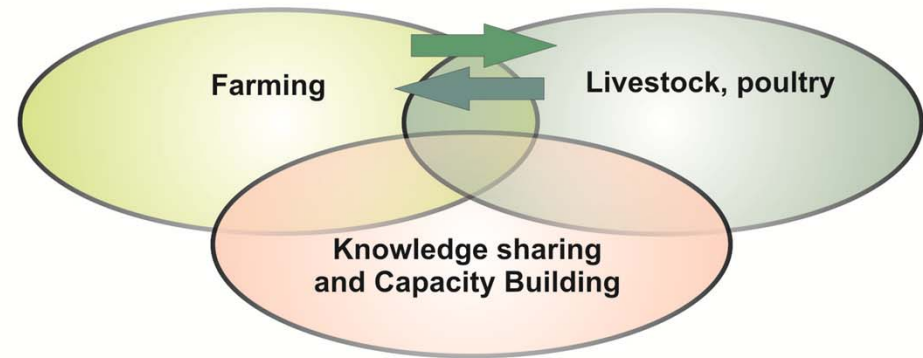 Farming
Livestock, poultry
Knowledge sharing
and Capacity Building